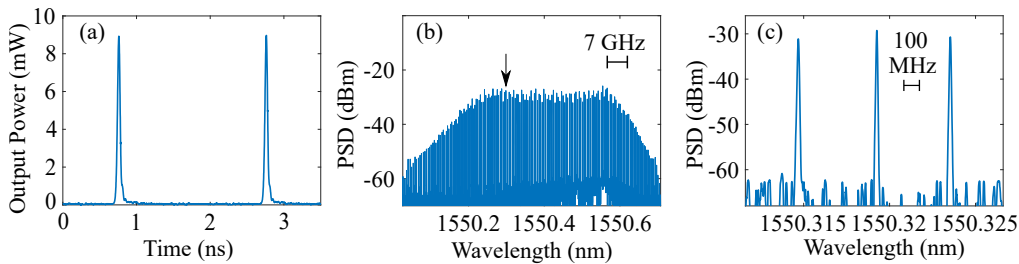 (a)
10
8
6
4
2
0
Output Power (mW)
0
1
2
3
Time (ns)
(b)
7 GHz
-20
-40
-60
PSD (dBm)
1550.2
1550.4
1550.6
Wavelength (nm)
(c)
100
MHz
-30
-40
-50
-60
PSD (dBm)
1550.315
1550.32
1550.325
Wavelength (nm)